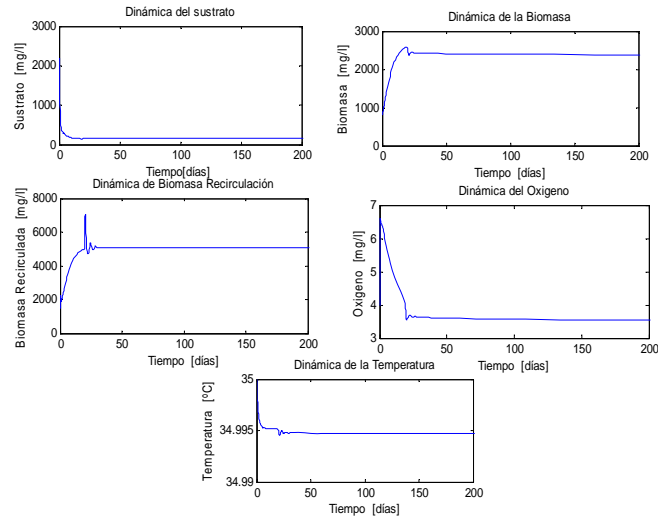 Dinámica del sustrato
Sustrato [mg/l]
3000
2000
1000
0
0 50 100 150 200
Tiempo[días]
Dinámica de la Biomasa
Biomasa [mg/l]
3000
2000
1000
0
0 50 100 150 200
Tiempo [días]
Dinámica de Biomasa Recirculación
Biomasa Recirculada [mg/l]
8000
6000
4000
2000
0
0 50 100 150 200
Tiempo [días]
Dinámica del Oxigeno
Oxigeno [mg/l]
7
6
5
4
3
0 50 100 150 200
Tiempo [días]
Dinámica de la Temperatura
Temperatura [ºC]
35
34.995
34.99
0 50 100 150 200
Tiempo [días]